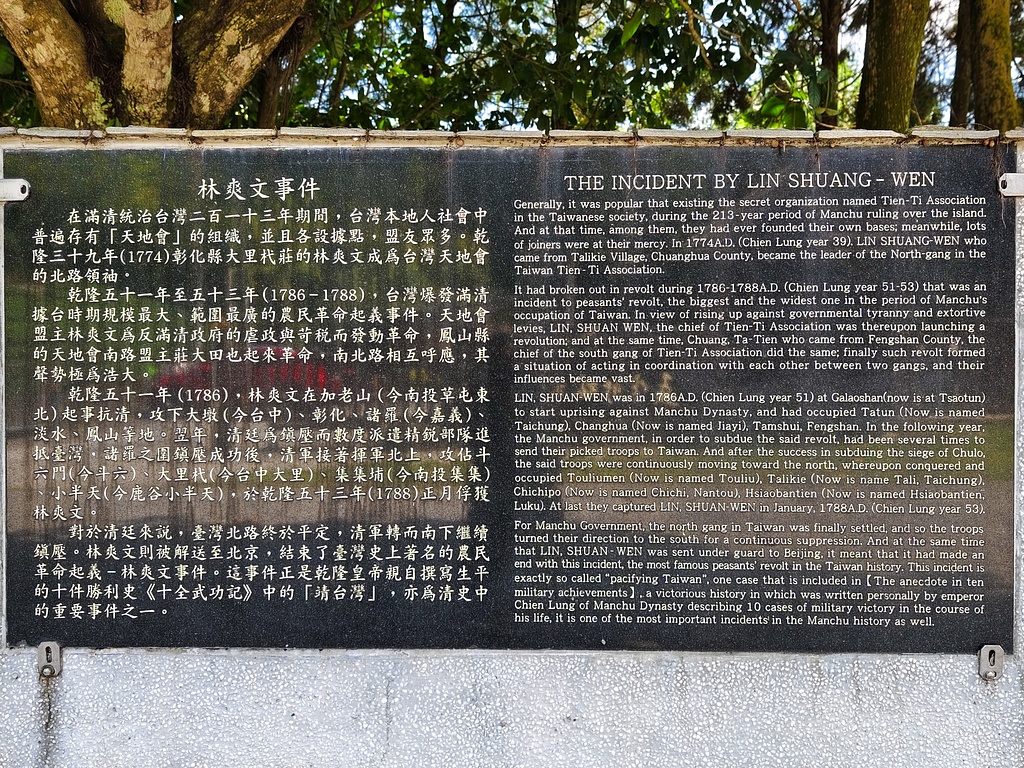 林爽文事件
在滿清統治台灣二百一十三年期間，台灣本地人社會中
普遍存有「天地會」的組織，並且各設據點，盟友眾多。乾
隆三十九年(1774)彰化縣大里杙莊的林爽文成為台灣天地會
的北路領袖。
乾隆五十一年至五十三年(1786-1788)，台灣爆發滿清
據台時期規模最大、範圍最廣的農民革命起義事件。天地會
盟主林爽文為反滿清政府的虐政與苛稅而發動革命，鳳山縣
的天地會南路盟主莊大田也起來革命，南北路相互呼應，其
聲勢極為浩大。
乾隆五十一年(1786)，林爽文在加老山(今南投草屯東
北)起事抗清，攻下大墩(今台中)、彰化、諸羅(今嘉義)、
淡水、鳳山等地。翌年，清廷為鎮壓而數度派遣精銳部隊進
抵臺灣，諸羅之圍鎮壓成功後，清軍接著揮軍北上，攻佔斗
六門(今斗六)、大里杙(今台中大里)、集集埔(今南投集集)
、小半天(今鹿谷小半天)，於乾隆五十三年(1788)正月俘獲
林爽文。
對於清廷來說，臺灣北路終於平定，清軍轉而南下繼續
鎮壓。林爽文則被解送至北京，結束了臺灣史上著名的農民
革命起義－林爽文事件。這事件正是乾隆皇帝親自撰寫生平
的十件勝利史《十全武功記》中的「靖台灣」，亦為清史中
的重要事件之一。
THE INCIDENT BY LIN SHUANG-WEN
Generally, it was popular that existing the secret organization named Tien-Ti Association
in the Taiwanese society, during the 213-year period of Manchu ruling over the island.
And at that time, among them, they had ever founded their own bases; meanwhile, lots
of joiners were at their mercy. In 1774A.D. (Chien Lung year 39). LIN SHUANG-WEN who
came from Talikie Village, Chuanghua County, became the leader of the North-gang in the
Taiwan Tien-Ti Association.
It had broken out in revolt during 1786-1788A.D. (Chien Lung year 51-53) that was an
incident to peasants' revolt, the biggest and the widest one in the period of Manchu's
occupation of Taiwan. In view of rising up against governmental tyranny and extortive
levies, LIN, SHUAN WEN, the chief of Tien-Ti Association was thereupon launching a
revolution; and at the same time, Chuang, Ta-Tien who came from Fengshan County, the
chief of the south gang of Tien-Ti Association did the same; finally such revolt formed
a situation of acting in coordination with each other between two gangs, and their
influences became vast.
LIN, SHUAN-WEN was in 1786A.D. (Chien Lung year 51) at Galaoshan(now is at Tsaotun)
to start uprising against Manchu Dynasty, and had occupied Tatun (Now is named
Taichung), Changhua (Now is named Jiayi), Tamshui, Fengshan. In the following year,
the Manchu government, in order to subdue the said revolt, had been several times to
send their picked troops to Taiwan. And after the success in subduing the siege of Chulo,
the said troops were continuously moving toward the north, whereupon conquered and
occupied Touliumen (Now is named Touliu), Talikie (Now is name Tali, Taichung),
Chichipo (Now is named Chichi, Nantou), Hsiaobantien (Now is named Hsiaobantien,
Luku). At last they captured LIN, SHUAN-WEN in January, 1788A.D. (Chien Lung year 53).
For Manchu Government, the north gang in Taiwan was finally settled, and so the troops
turned their direction to the south for a continuous suppression. And at the same time
that LIN, SHUAN-WEN was sent under guard to Beijing, it meant that it had made an
end with this incident, the most famous peasants' revolt in the Taiwan history. This incident is
exactly so called "pacifying Taiwan", one case that is included in【The anecdote in ten
military achievements】, a victorious history in which was written personally by emperor
Chien Lung of Manchu Dynasty describing 10 cases of military victory in the course of
his life, it is one of the most important incidents in the Manchu history as well.